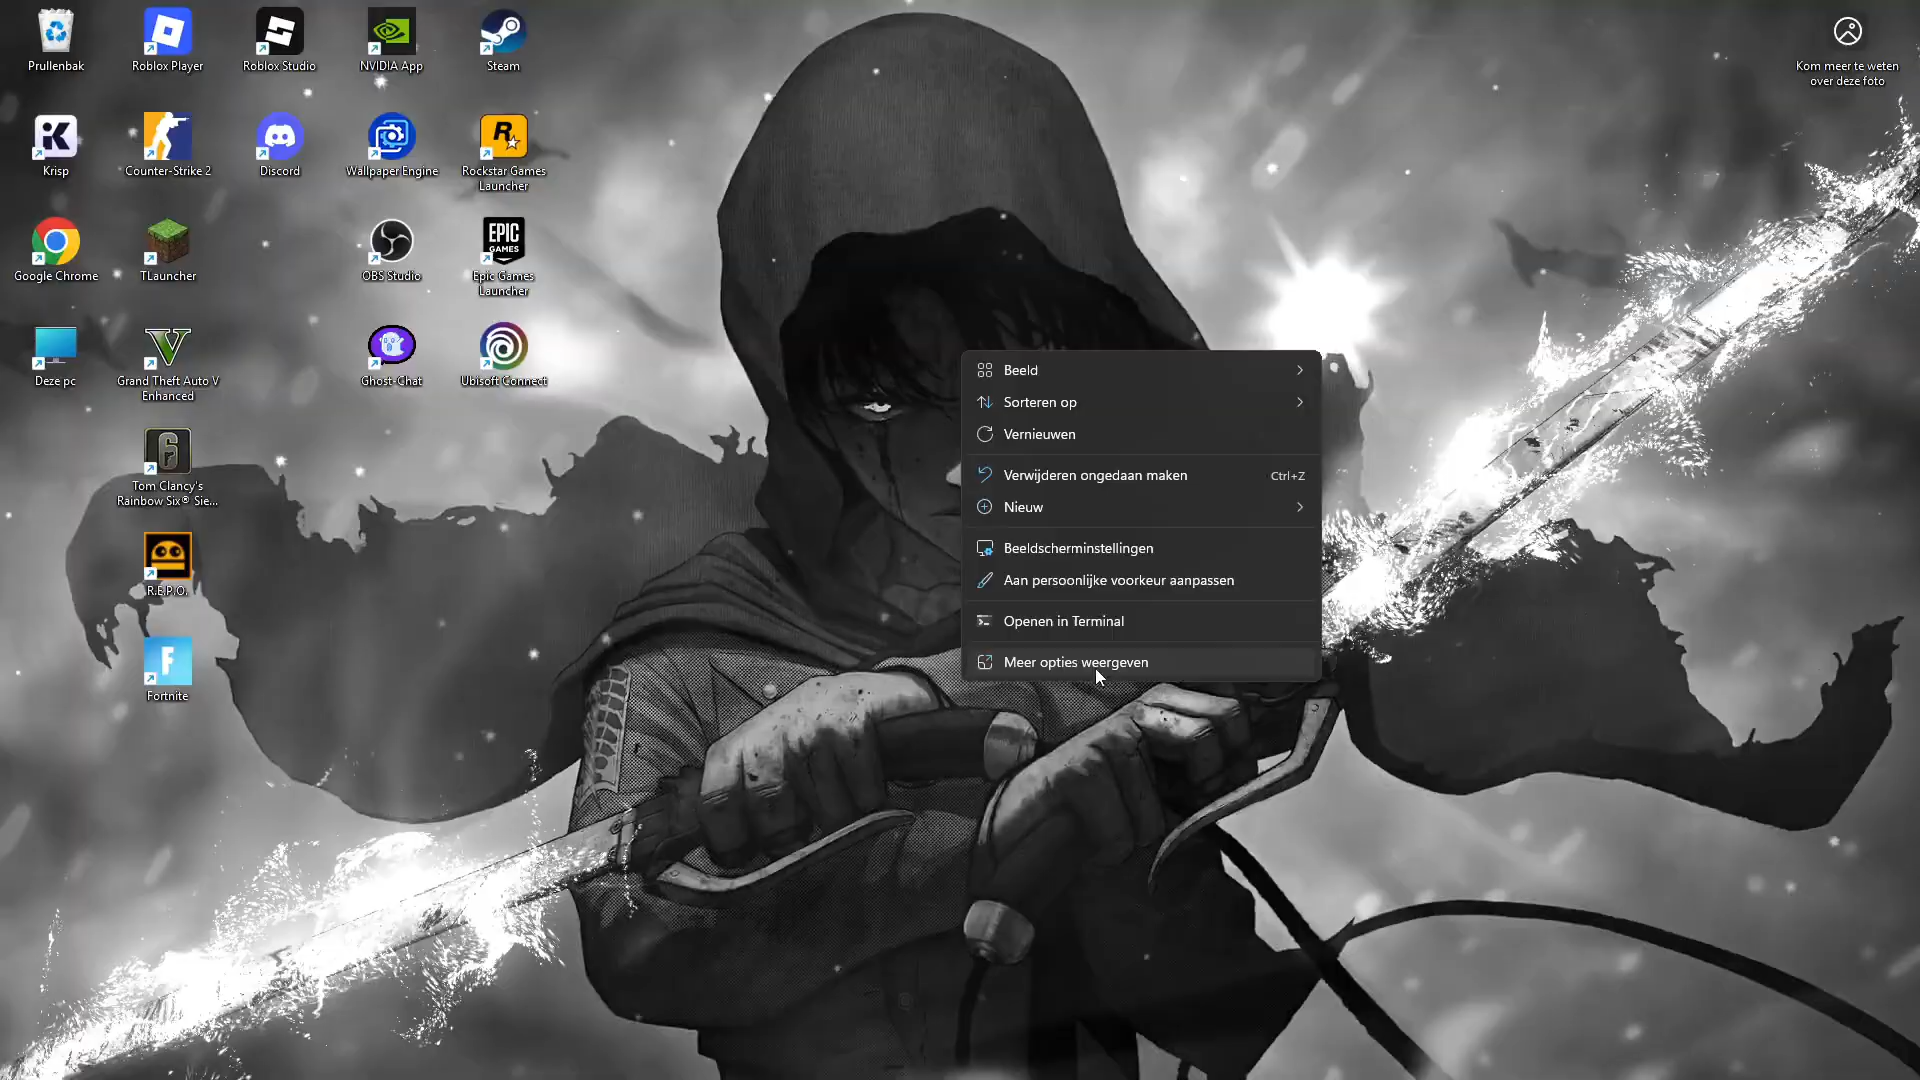 Prullenbak
Roblox Player
Roblox Studio
NVIDIA App
Steam
Kom meer te weten
over deze foto
Krisp
Counter-Strike 2
Discord
Wallpaper Engine
R
Rockstar Games
Launcher
Google Chrome
TLauncher
OBS Studio
EPIC
GAMES
Epic Games
Launcher
Deze pc
Grand Theft Auto V
Enhanced
Ghost-Chat
Ubisoft Connect
6
Tom Clancy's
Rainbow Six® Sie...
R.E.P.O.
F
Fortnite
Beeld
Sorteren op
Vernieuwen
Verwijderen ongedaan maken Ctrl+Z
Nieuw
Beeldscherminstellingen
Aan persoonlijke voorkeur aanpassen
Openen in Terminal
Meer opties weergeven